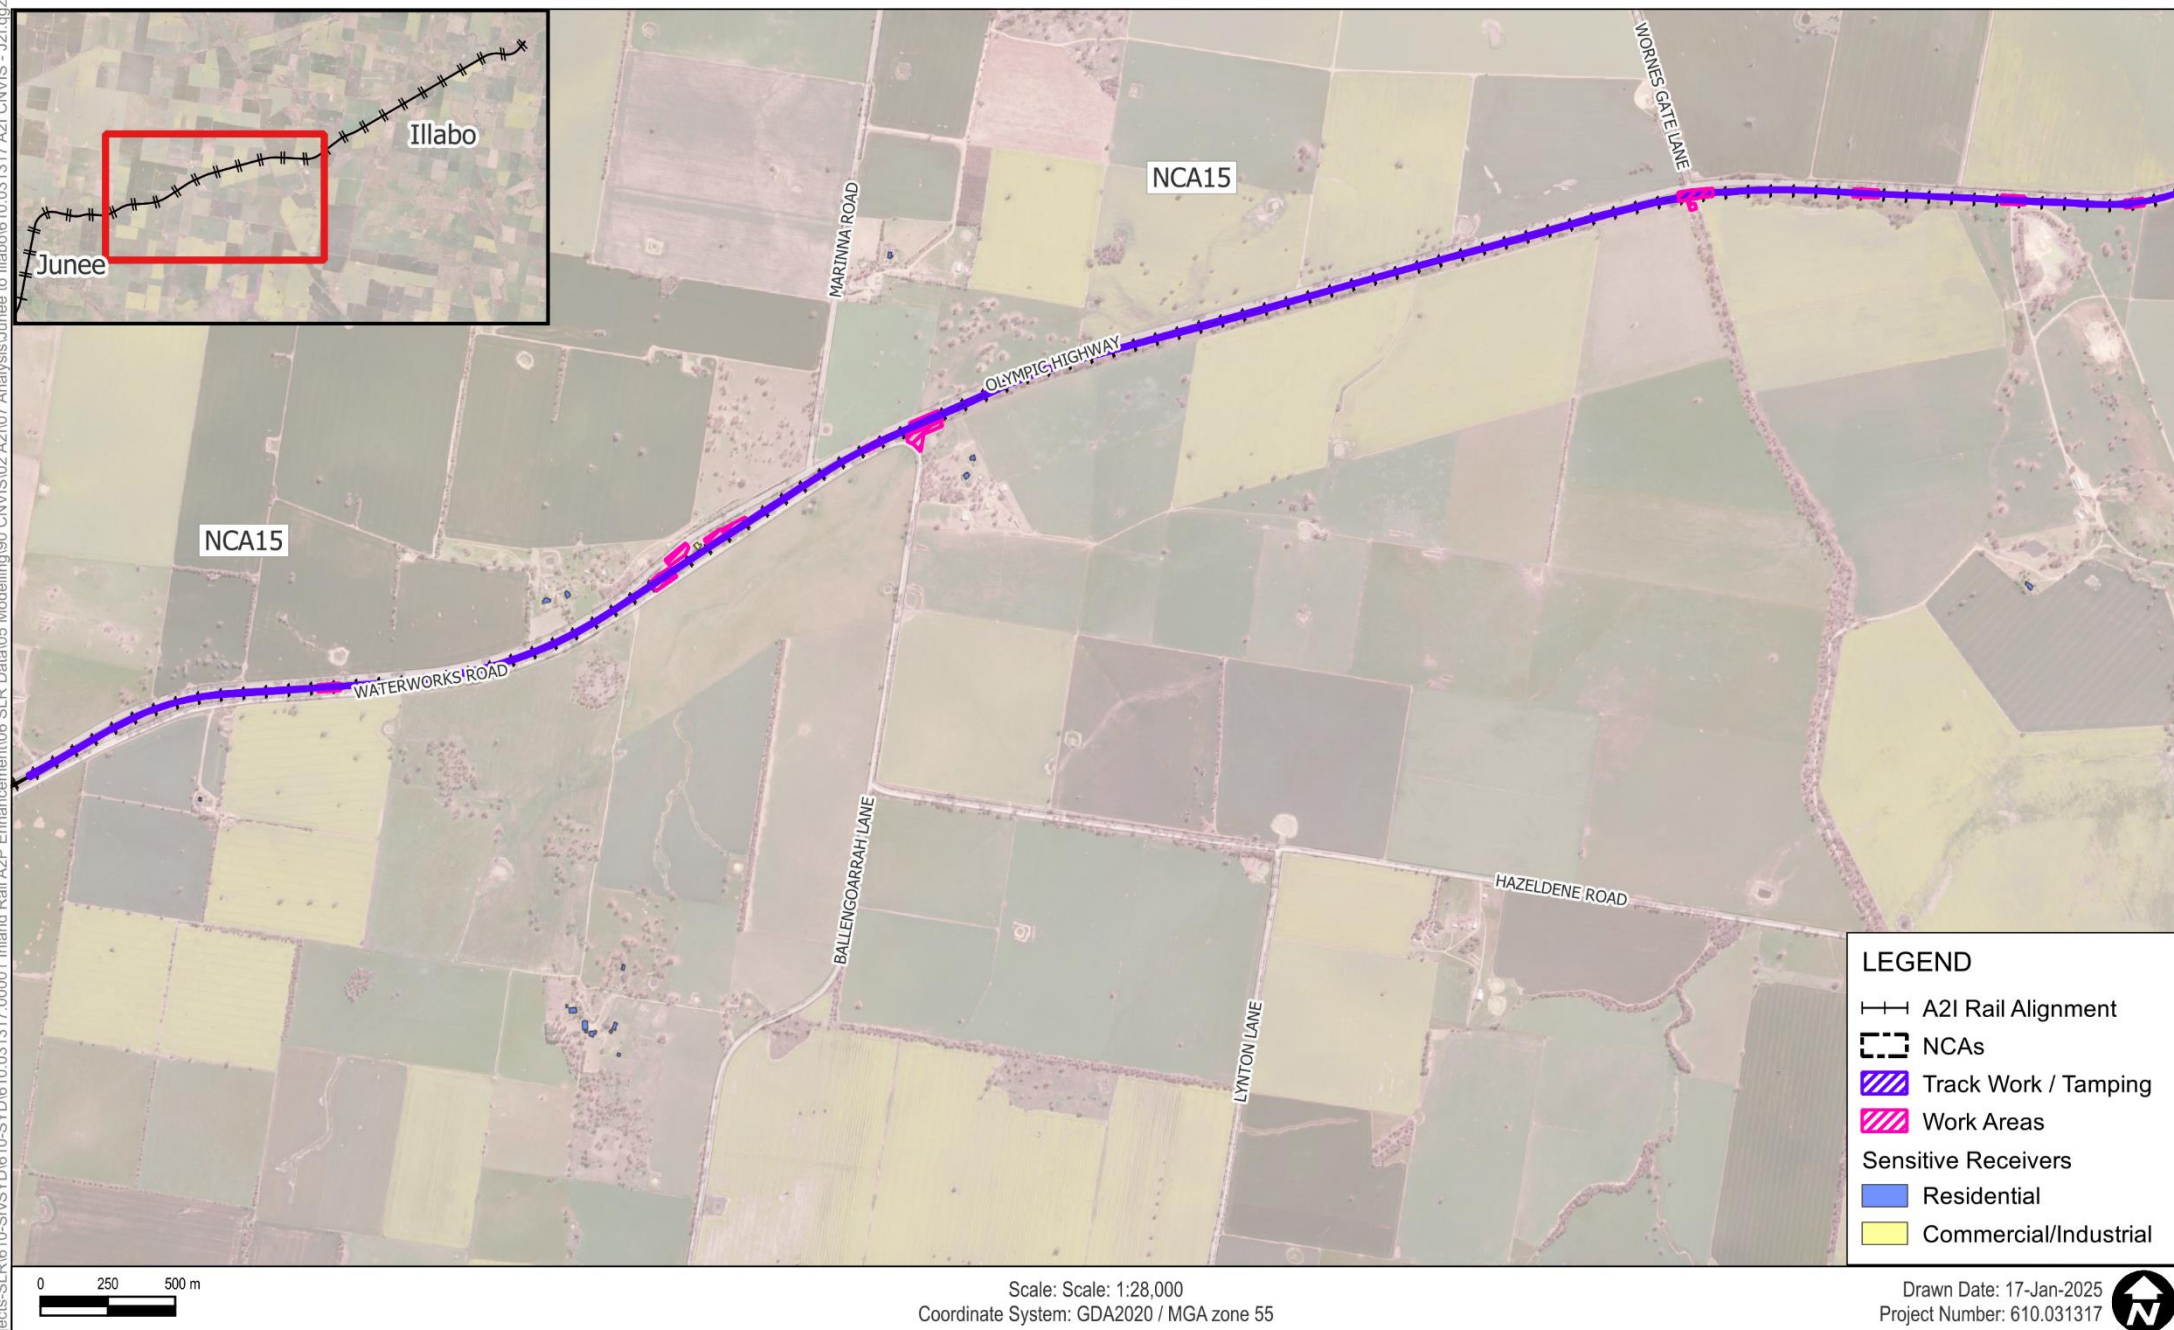 Illabo
Junee
NCA15
WORNES GATE LANE
MARINNA ROAD
OLYMPIC HIGHWAY
NCA15
WATERWORKS ROAD
BALLENGOARRAH LANE
HAZELDENE ROAD
LYNTON LANE
LEGEND
A2I Rail Alignment
NCAs
Track Work / Tamping
Work Areas
Sensitive Receivers
Residential
Commercial/Industrial
0 250 500 m
Scale: Scale: 1:28,000
Coordinate System: GDA2020 / MGA zone 55
Drawn Date: 17-Jan-2025
Project Number: 610.031317
N